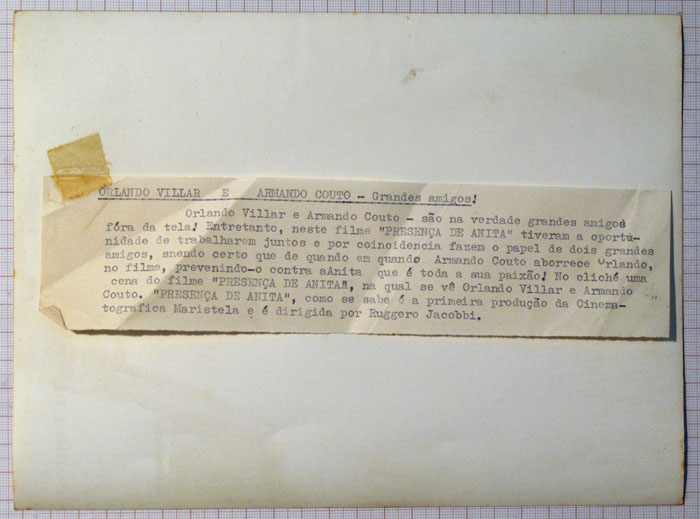 ORLANDO VILLAR E ARMANDO COUTO - Grandes amigos!
Orlando Villar e Armando Couto - são na verdade grandes amigos
fóra da tela! Entretanto, neste filme "PRESENÇA DE ANITA" tiveram a oportu-
nidade de trabalharem juntos e por coincidencia fazem o papel de dois grandes
amigos, snendo certo que de quando em quando Armando Couto aborrece Orlando,
no filme, prevenindo-o contra aAnita que é toda a sua paixão! No cliché uma
cena do filme "PRESENÇA DE ANITA", na qual se vê Orlando Villar e Armando
Couto. "PRESENÇA DE ANITA", como se sabe é a primeira produção da Cinema-
tografica Maristela e é dirigida por Ruggero Jacobbi.